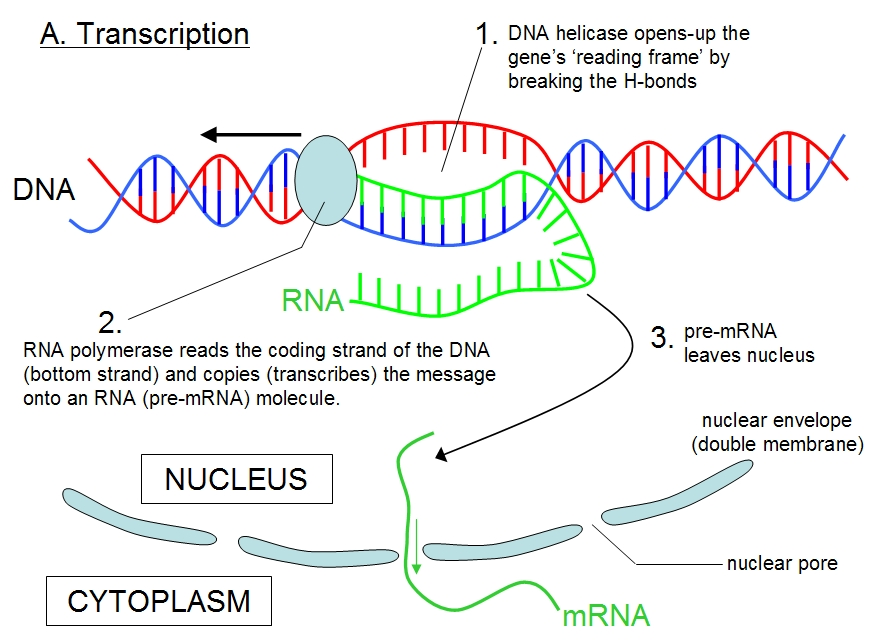 A. Transcription
1. DNA helicase opens-up the
gene's 'reading frame' by
breaking the H-bonds
DNA
RNA
2.
RNA polymerase reads the coding strand of the DNA
(bottom strand) and copies (transcribes) the message
onto an RNA (pre-mRNA) molecule.
3. pre-mRNA
leaves nucleus
nuclear envelope
(double membrane)
NUCLEUS
nuclear pore
CYTOPLASM
mRNA